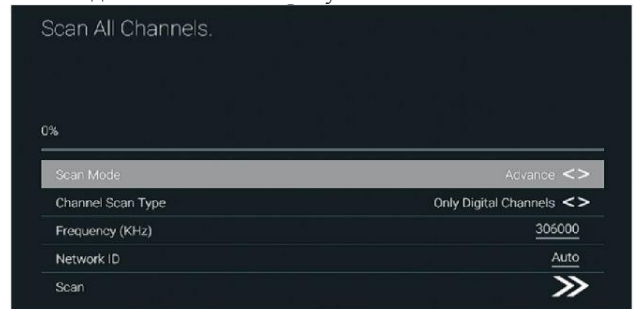 Scan All Channels.
0%
Scan Mode Advance <>
Channel Scan Type Only Digital Channels <>
Frequency (KHz) 306000
Network ID Auto
Scan >>